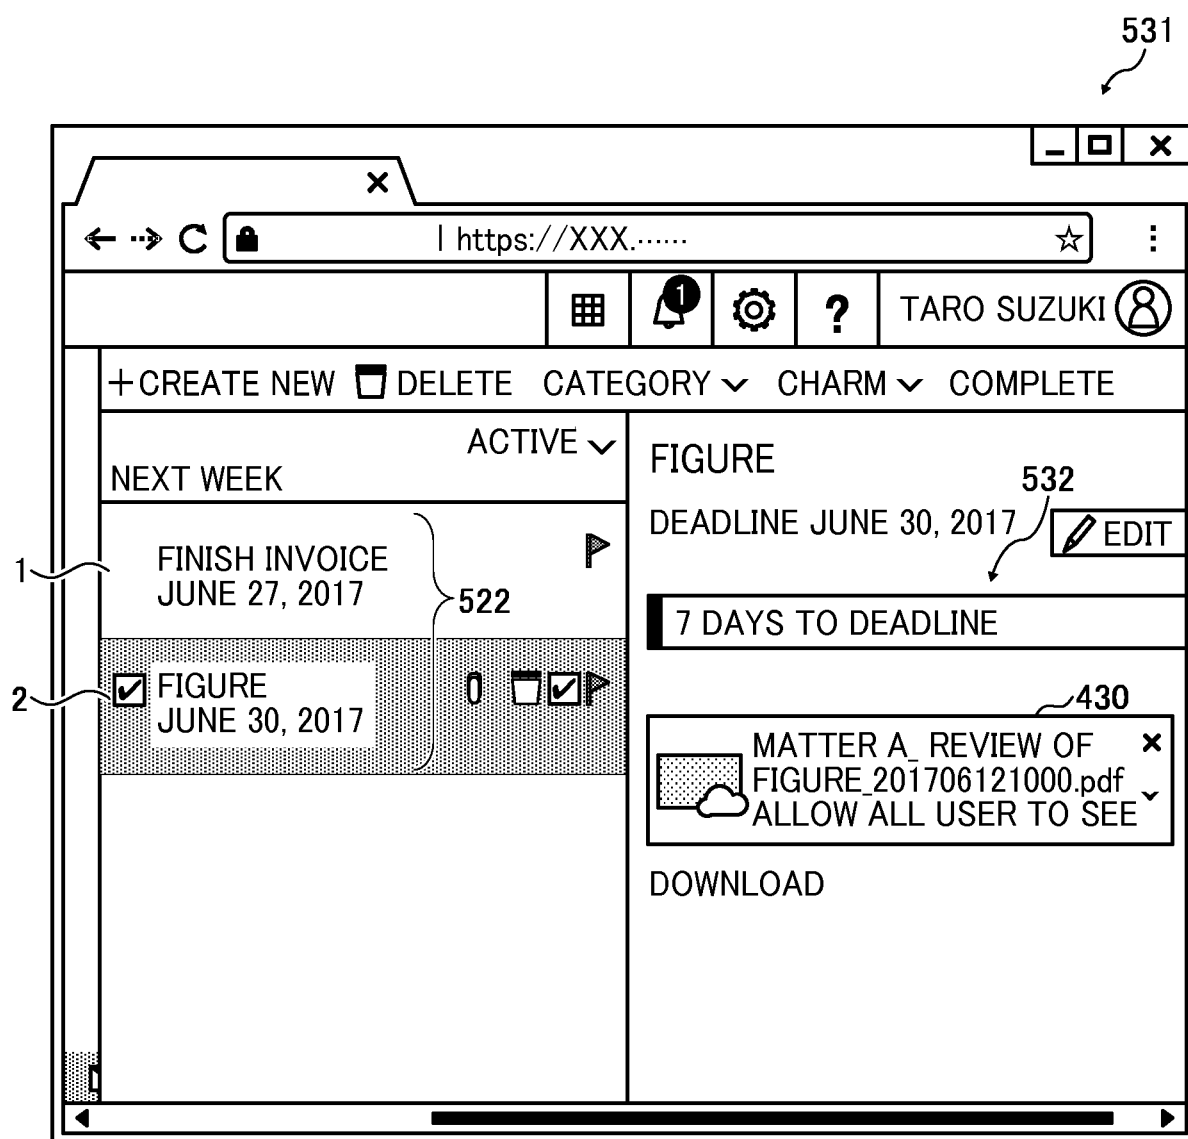 531
| https://XXX.······
1
?
TARO SUZUKI
+CREATE NEW DELETE CATEGORY CHARM COMPLETE
ACTIVE
NEXT WEEK
1
FINISH INVOICE
JUNE 27, 2017
522
2
FIGURE
JUNE 30, 2017
FIGURE
532
DEADLINE JUNE 30, 2017
EDIT
7 DAYS TO DEADLINE
430
MATTER A_ REVIEW OF
FIGURE_201706121000.pdf
ALLOW ALL USER TO SEE
DOWNLOAD